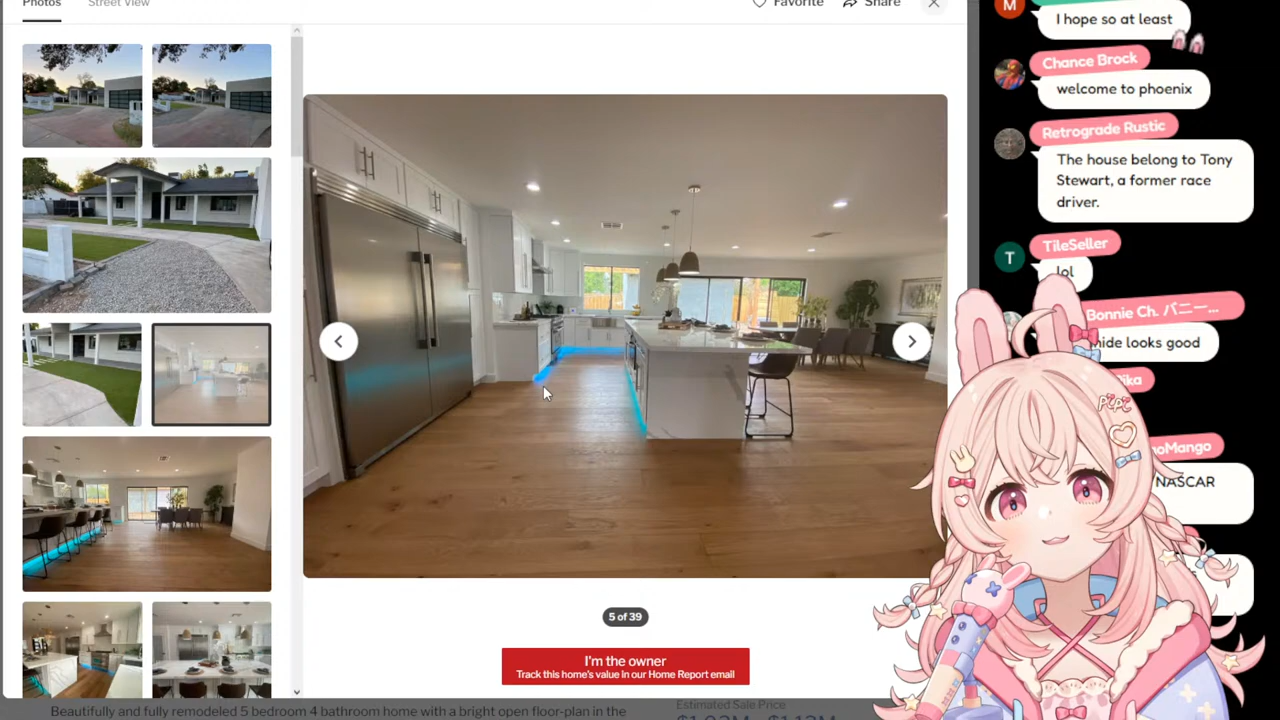 Photos
Street View
Favorite
Share
5 of 39
I'm the owner
Track this home's value in our Home Report email
Beautifully and fully remodeled 5 bedroom 4 bathroom home with a bright open floor-plan in the
Estimated Sale Price
M
I hope so at least
Chance Brock
welcome to phoenix
Retrograde Rustic
The house belong to Tony
Stewart, a former race
driver.
T
TileSeller
lol
Bonnie Ch. バニー...
looks good
NASCAR
PiPi